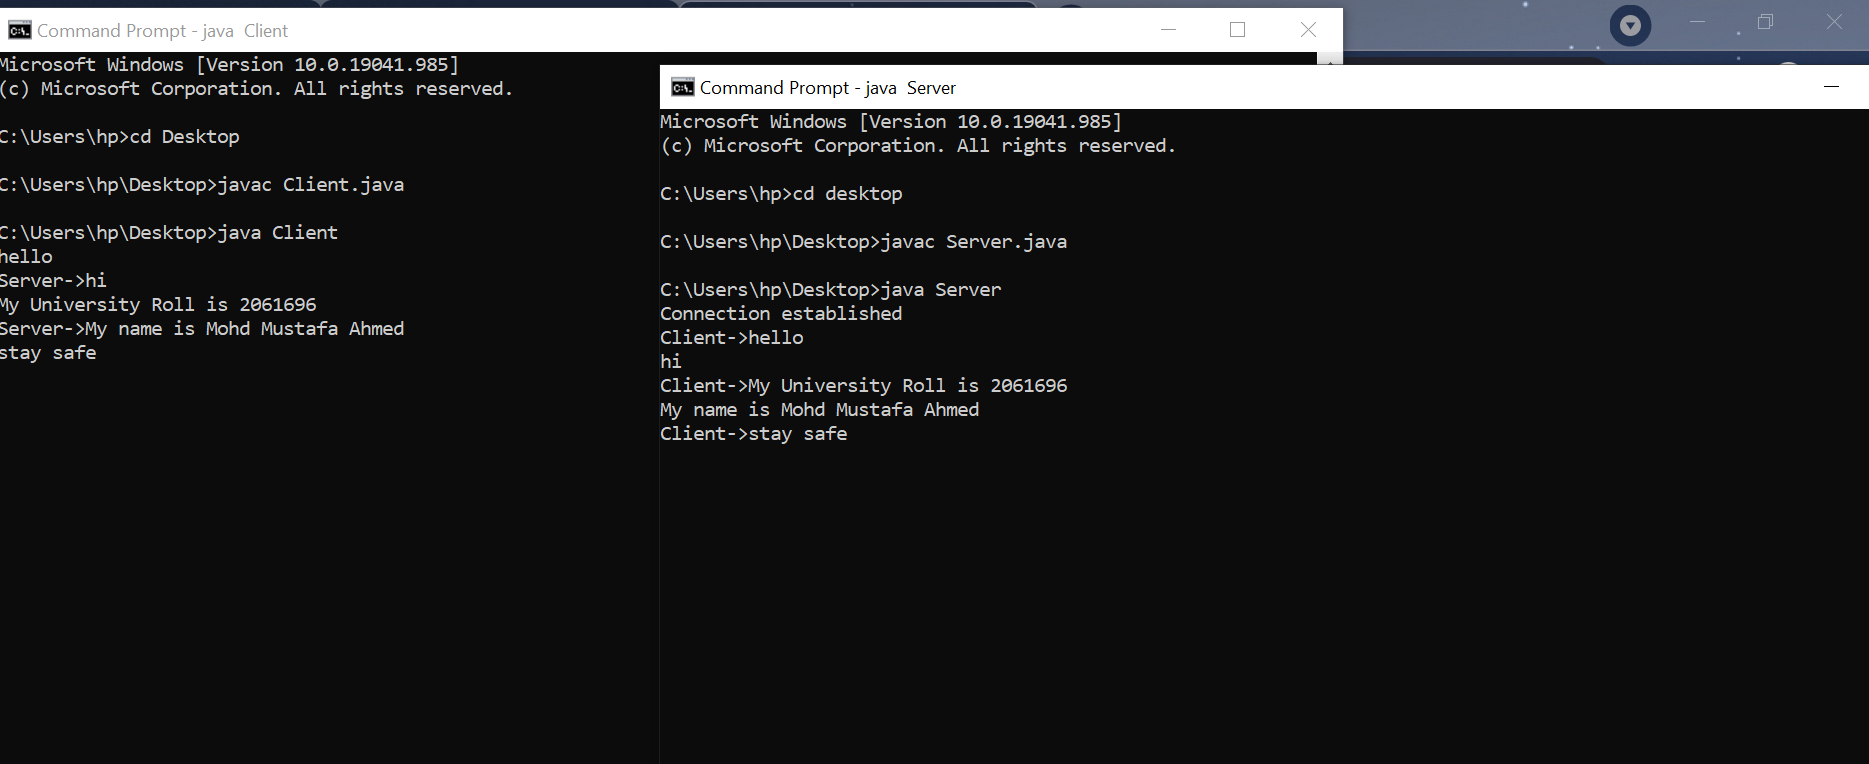 Command Prompt - java  Client
Microsoft Windows [Version 10.0.19041.985]
(c) Microsoft Corporation. All rights reserved.
C:\Users\hp>cd Desktop
C:\Users\hp\Desktop>javac Client.java
C:\Users\hp\Desktop>java Client
hello
Server->hi
My University Roll is 2061696
Server->My name is Mohd Mustafa Ahmed
stay safe
Command Prompt - java  Server
Microsoft Windows [Version 10.0.19041.985]
(c) Microsoft Corporation. All rights reserved.
C:\Users\hp>cd desktop
C:\Users\hp\Desktop>javac Server.java
C:\Users\hp\Desktop>java Server
Connection established
Client->hello
hi
Client->My University Roll is 2061696
My name is Mohd Mustafa Ahmed
Client->stay safe